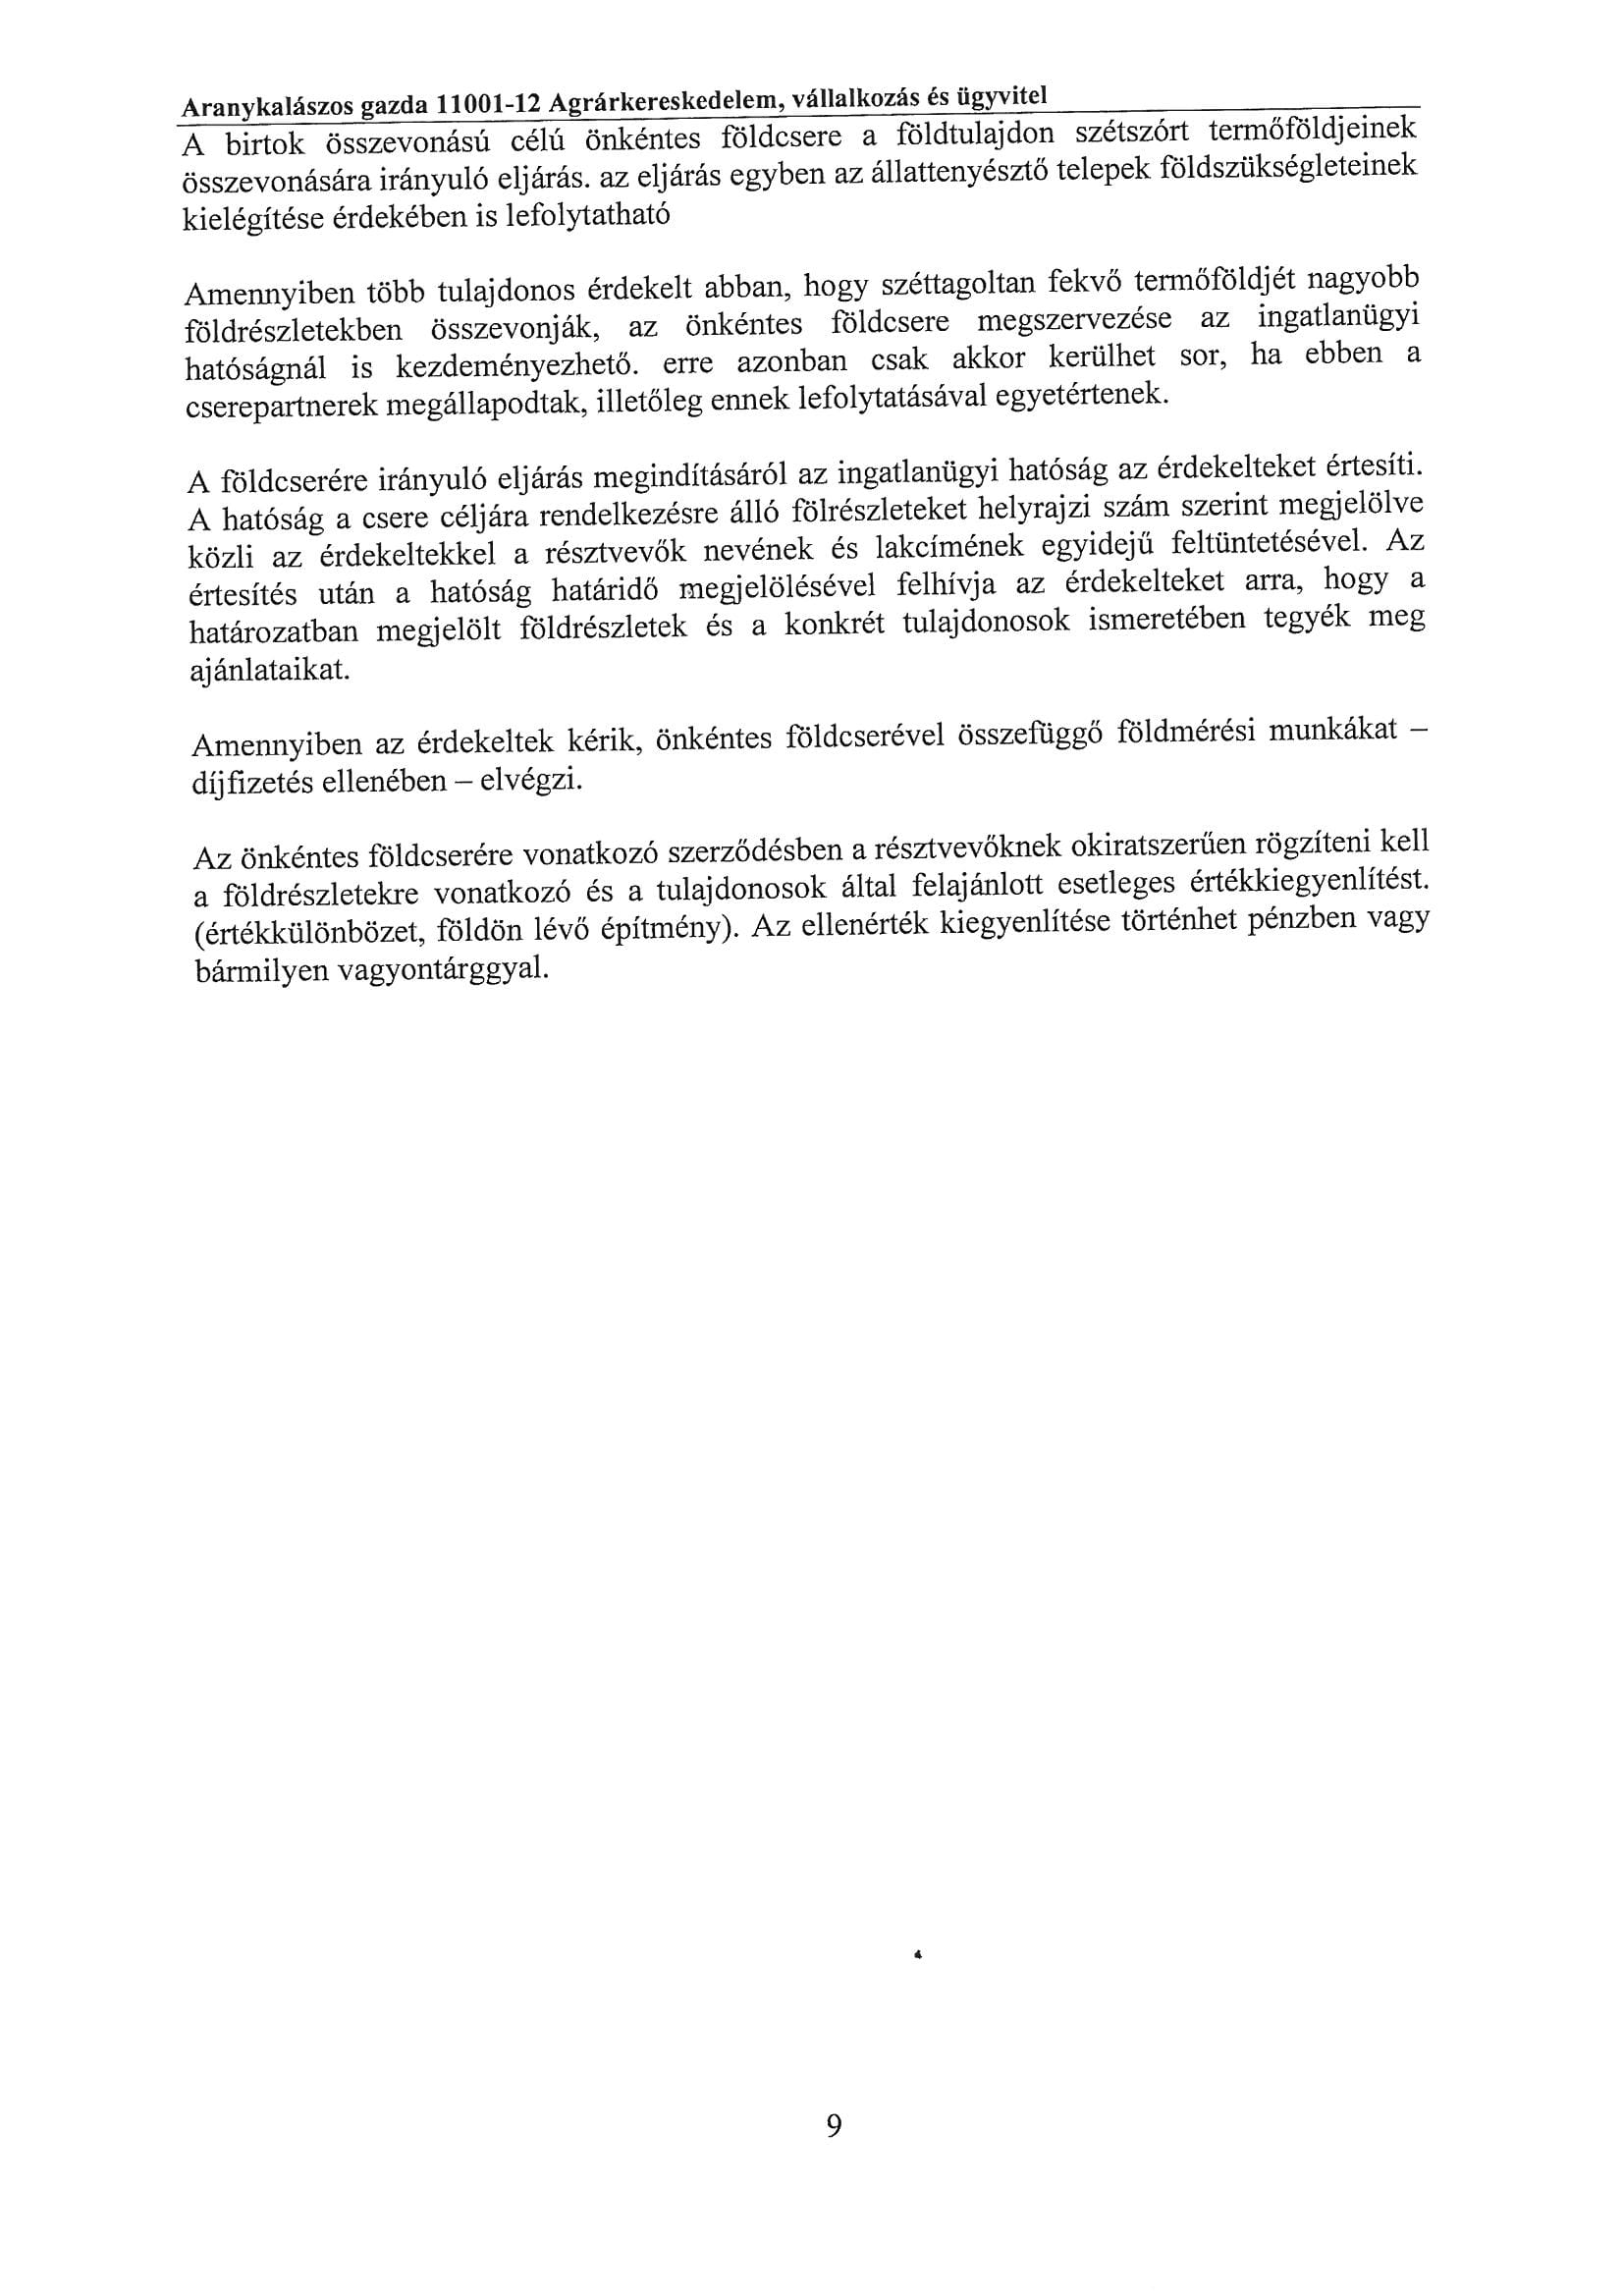 Aranykalászos gazda 11001-12 Agrárkereskedelem, vállalkozás és ügyvitel
A birtok összevonású célú önkéntes földcsere a földtulajdon szétszórt termőföldjeinek
összevonására irányuló eljárás. az eljárás egyben az állattenyésztő telepek földszükségleteinek
kielégítése érdekében is lefolytatható
Amennyiben több tulajdonos érdekelt abban, hogy széttagoltan fekvő termőföldjét nagyobb
földrészletekben összevonják, az önkéntes földcsere megszervezése az ingatlanügyi
hatóságnál is kezdeményezhető. erre azonban csak akkor kerülhet sor, ha ebben a
cserepartnerek megállapodtak, illetőleg ennek lefolytatásával egyetértenek.
A földcserére irányuló eljárás megindításáról az ingatlanügyi hatóság az érdekelteket értesíti.
A hatóság a csere céljára rendelkezésre álló fölrészleteket helyrajzi szám szerint megjelölve
közli az érdekeltekkel a résztvevők nevének és lakcímének egyidejű feltüntetésével. Az
értesítés után a hatóság határidő megjelölésével felhívja az érdekelteket arra, hogy a
határozatban megjelölt földrészletek és a konkrét tulajdonosok ismeretében tegyék meg
ajánlataikat.
Amennyiben az érdekeltek kérik, önkéntes földcserével összefüggő földmérési munkákat –
díjfizetés ellenében – elvégzi.
Az önkéntes földcserére vonatkozó szerződésben a résztvevőknek okiratszerűen rögzíteni kell
a földrészletekre vonatkozó és a tulajdonosok által felajánlott esetleges értékkiegyenlítést.
(értékkülönbözet, földön lévő építmény). Az ellenérték kiegyenlítése történhet pénzben vagy
bármilyen vagyontárggyal.
9